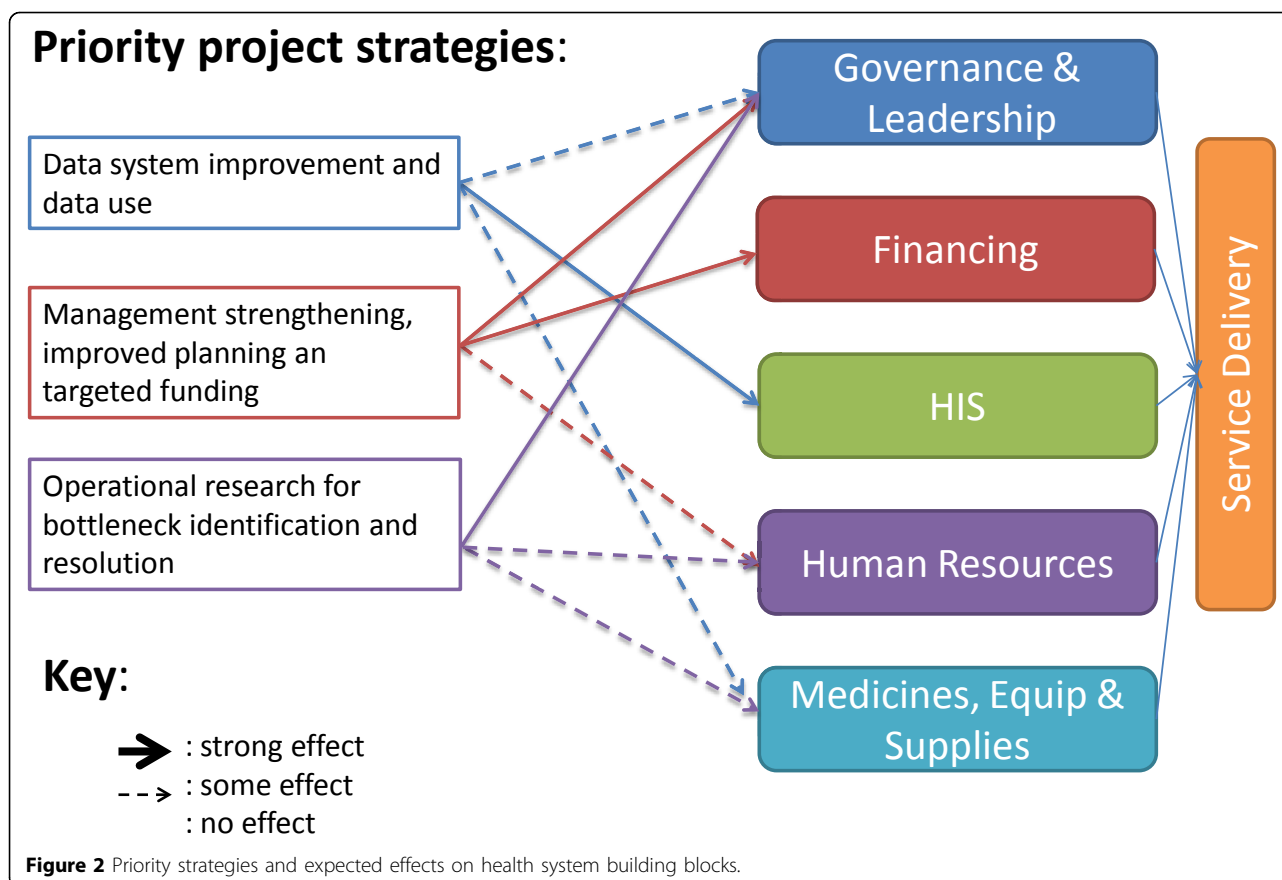 Priority project strategies:
Data system improvement and
data use
Management strengthening,
improved planning an
targeted funding
Operational research for
bottleneck identification and
resolution
Governance &
Leadership
Financing
HIS
Human Resources
Medicines, Equip &
Supplies
Service Delivery
Key:
: strong effect
: some effect
: no effect
Figure 2 Priority strategies and expected effects on health system building blocks.